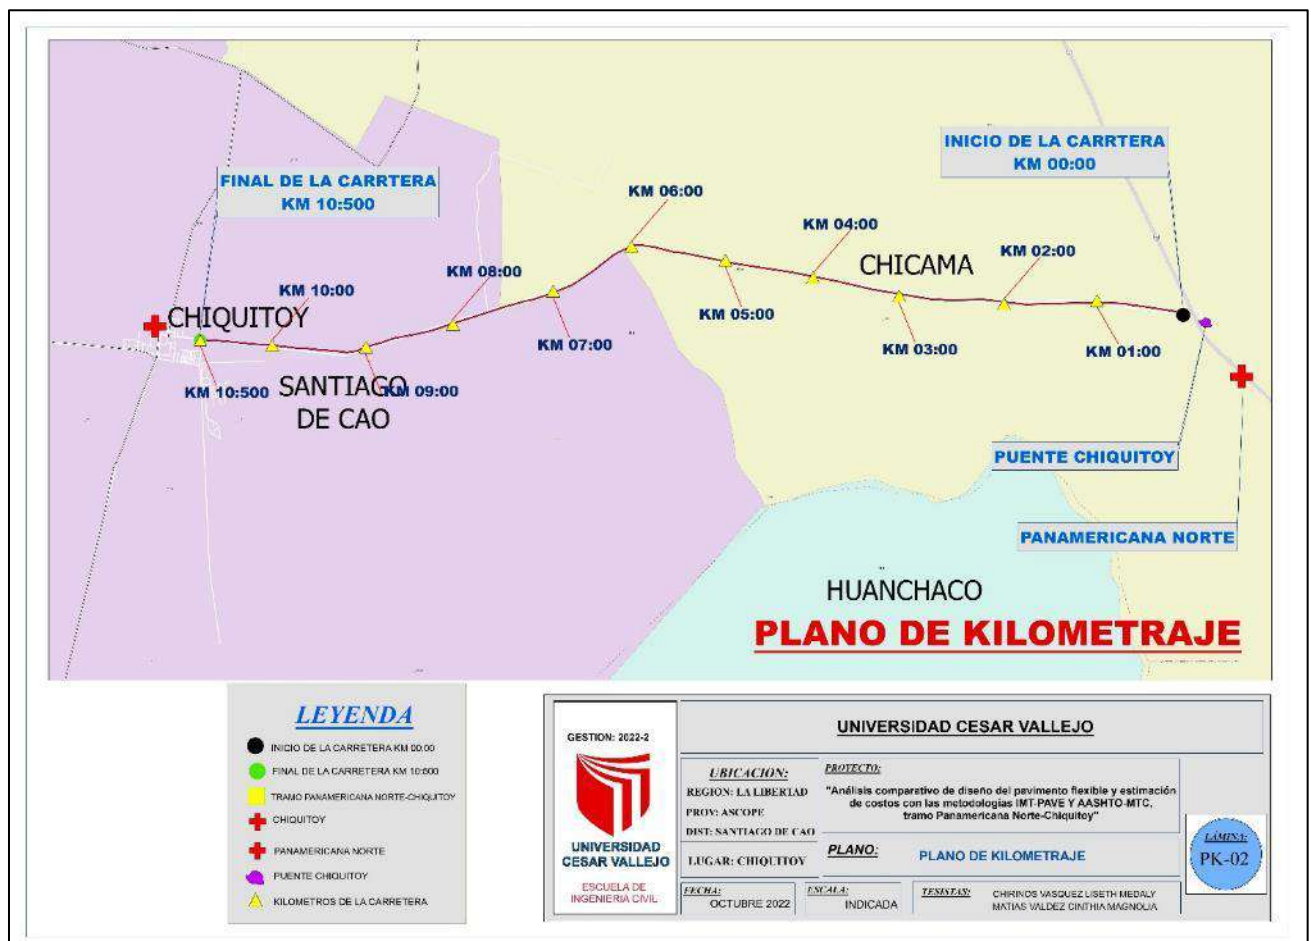 INICIO DE LA CARRTERA
KM 00:00
FINAL DE LA CARRTERA
KM 10:500
KM 06:00
KM 04:00
KM 02:00
CHICAMA
KM 08:00
KM 10:00
CHIQUITOY
KM 05:00
KM 07:00
KM 03:00
KM 01:00
KM 10:500
SANTIAGO
DE CAO
KM 09:00
PUENTE CHIQUITOY
PANAMERICANA NORTE
HUANCHACO
PLANO DE KILOMETRAJE
LEYENDA
INICIO DE LA CARRETERA KM 00:00
FINAL DE LA CARRETERA KM 10:500
TRAMO PANAMERICANA NORTE-CHIQUITOY
CHIQUITOY
PANAMERICANA NORTE
PUENTE CHIQUITOY
KILOMETROS DE LA CARRETERA
GESTION: 2022-2
UNIVERSIDAD
CESAR VALLEJO
ESCUELA DE
INGENIERIA CIVIL
UNIVERSIDAD CESAR VALLEJO
UBICACION:
REGION: LA LIBERTAD
PROV: ASCOPE
DIST: SANTIAGO DE CAO
LUGAR: CHIQUITOY
PROYECTO:
"Análisis comparativo de diseño del pavimento flexible y estimación
de costos con las metodologías IMT-PAVE Y AASHTO-MTC,
tramo Panamericana Norte-Chiquitoy"
PLANO:
PLANO DE KILOMETRAJE
FECHA:
OCTUBRE 2022
ESCALA:
INDICADA
TESISTAS:
CHIRINOS VASQUEZ LISETH MEDALY
MATIAS VALDEZ CINTHIA MAGNOLIA
LÁMINA:
PK-02